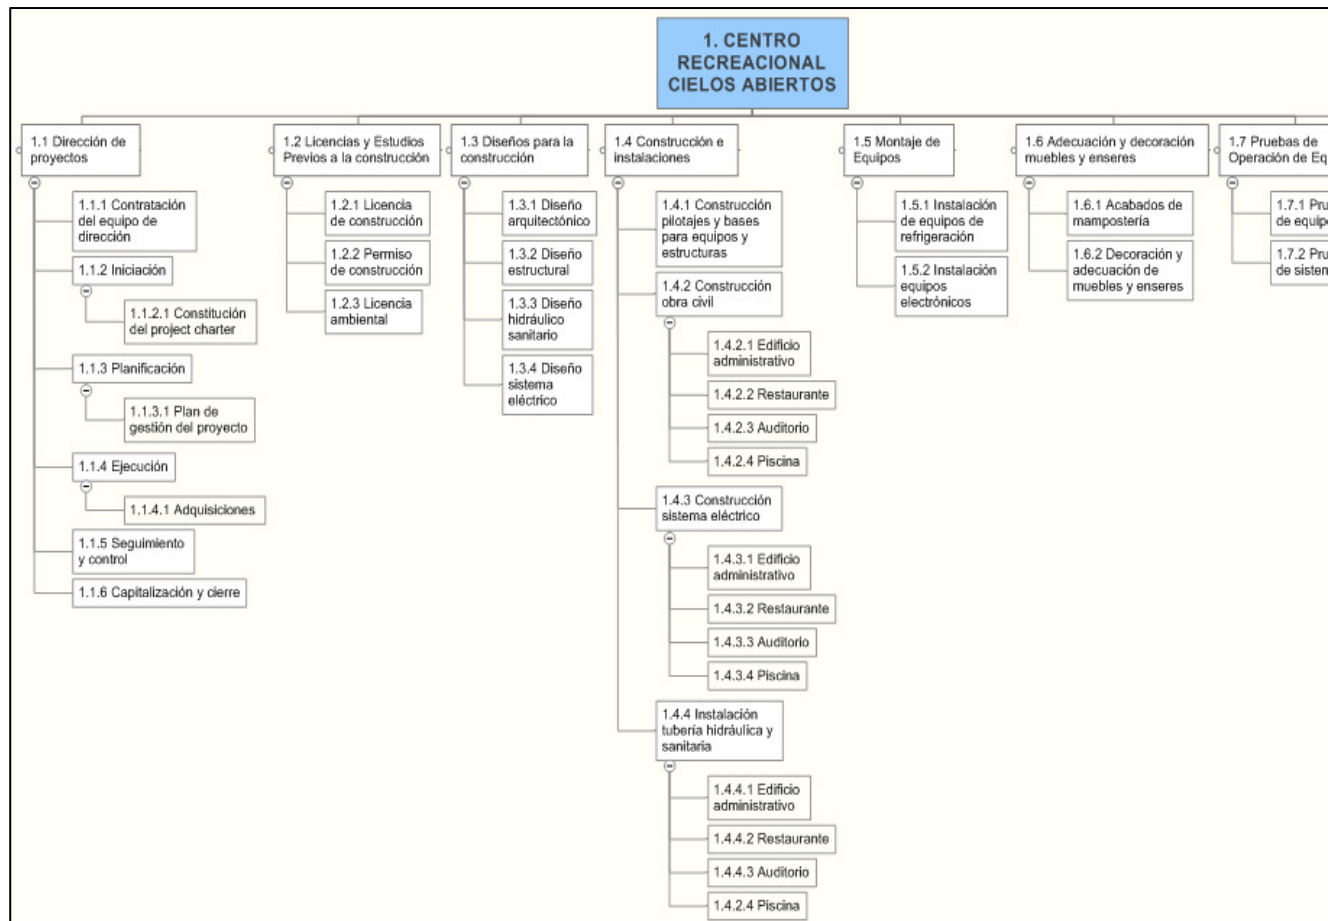 1. CENTRO
RECREACIONAL
CIELOS ABIERTOS
1.1 Dirección de
proyectos
1.1.1 Contratación
del equipo de
dirección
1.1.2 Iniciación
1.1.2.1 Constitución
del project charter
1.1.3 Planificación
1.1.3.1 Plan de
gestión del proyecto
1.1.4 Ejecución
1.1.4.1 Adquisiciones
1.1.5 Seguimiento
y control
1.1.6 Capitalización y cierre
1.2 Licencias y Estudios
Previos a la construcción
1.2.1 Licencia
de construcción
1.2.2 Permiso
de construcción
1.2.3 Licencia
ambiental
1.3 Diseños para la
construcción
1.3.1 Diseño
arquitectónico
1.3.2 Diseño
estructural
1.3.3 Diseño
hidráulico
sanitario
1.3.4 Diseño
sistema
eléctrico
1.4 Construcción e
instalaciones
1.4.1 Construcción
pilotajes y bases
para equipos y
estructuras
1.4.2 Construcción
obra civil
1.4.2.1 Edificio
administrativo
1.4.2.2 Restaurante
1.4.2.3 Auditorio
1.4.2.4 Piscina
1.4.3 Construcción
sistema eléctrico
1.4.3.1 Edificio
administrativo
1.4.3.2 Restaurante
1.4.3.3 Auditorio
1.4.3.4 Piscina
1.4.4 Instalación
tubería hidráulica y
sanitaria
1.4.4.1 Edificio
administrativo
1.4.4.2 Restaurante
1.4.4.3 Auditorio
1.4.2.4 Piscina
1.5 Montaje de
Equipos
1.5.1 Instalación
de equipos de
refrigeración
1.5.2 Instalación
equipos
electrónicos
1.6 Adecuación y decoración
muebles y enseres
1.6.1 Acabados de
mampostería
1.6.2 Decoración y
adecuación de
muebles y enseres
1.7 Pruebas de
Operación de Eq
1.7.1 Pru
de equip
1.7.2 Pru
de sistem